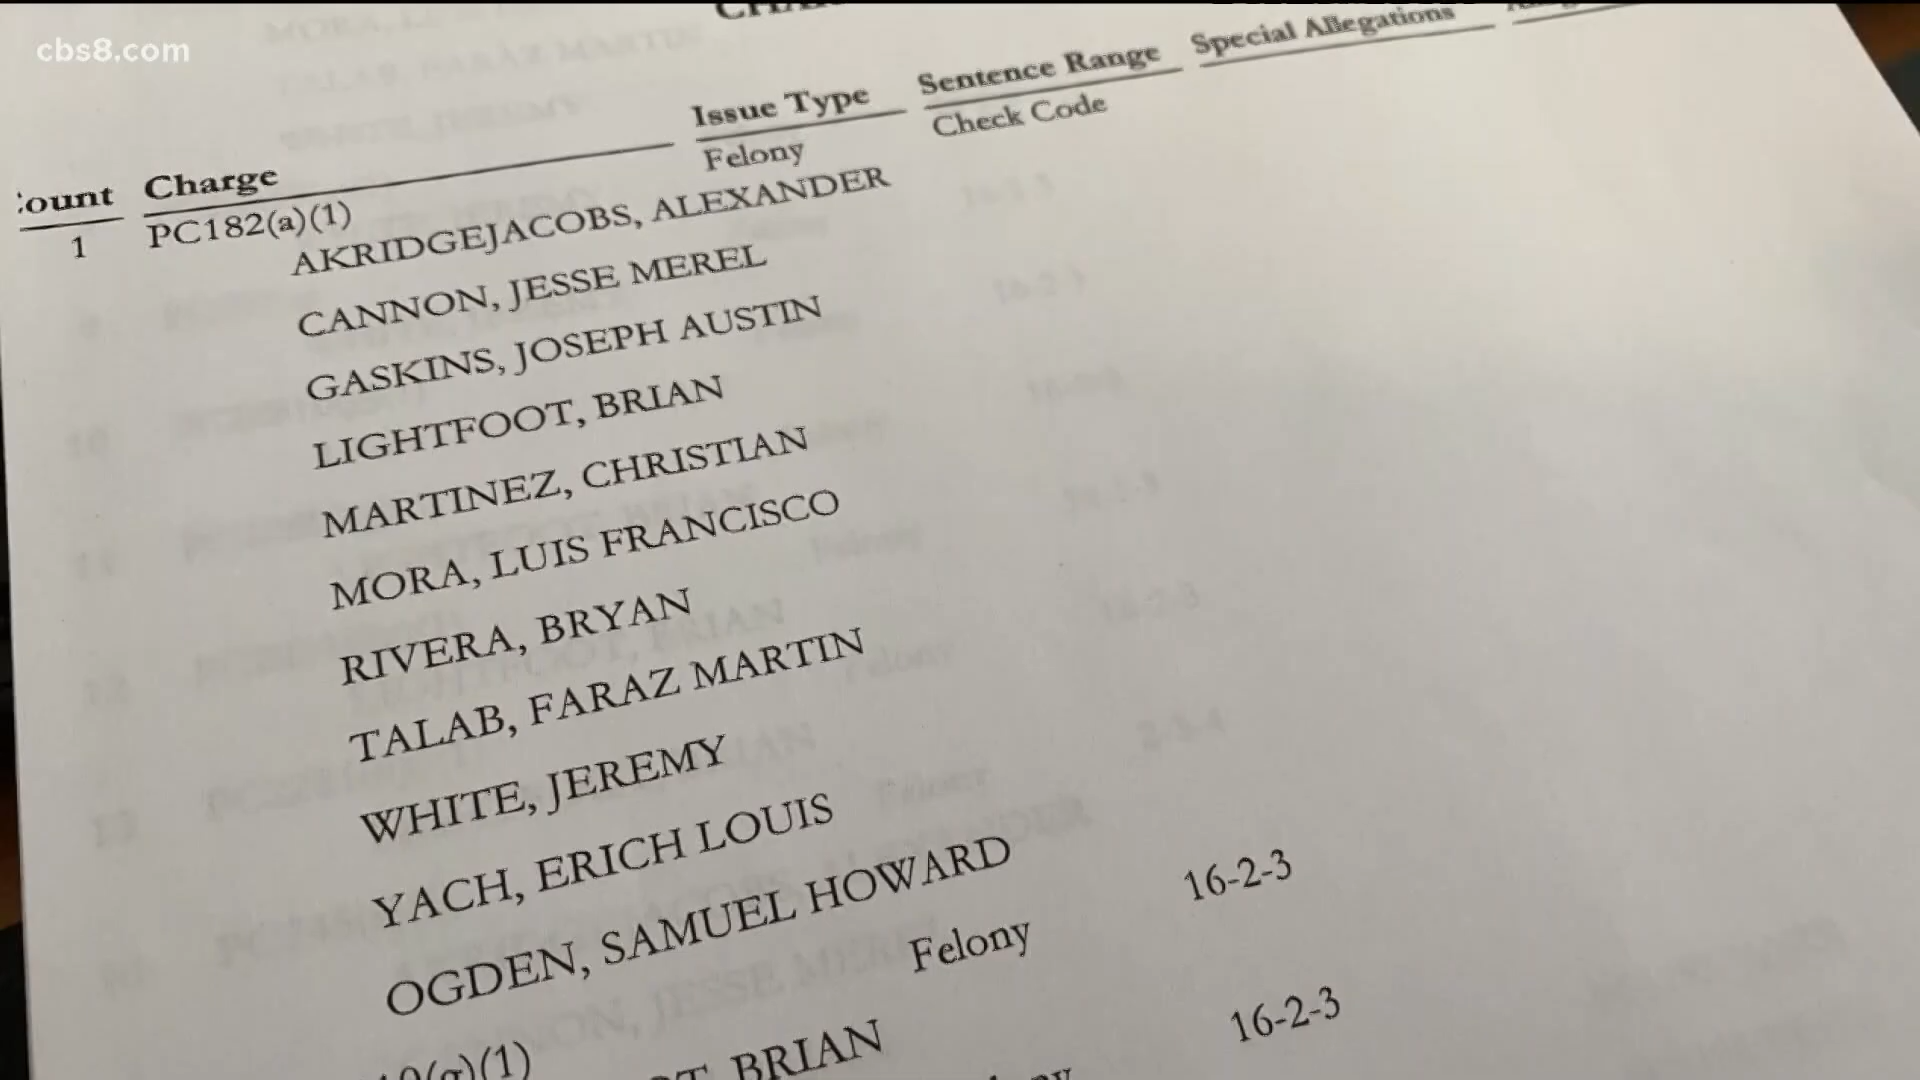 cbs8.com
Count Charge Issue Type Sentence Range Special Allegations
1 PC182(a)(1) Felony Check Code
AKRIDGEJACOBS, ALEXANDER
CANNON, JESSE MEREL
GASKINS, JOSEPH AUSTIN
LIGHTFOOT, BRIAN
MARTINEZ, CHRISTIAN
MORA, LUIS FRANCISCO
RIVERA, BRYAN
TALAB, FARAZ MARTIN
WHITE, JEREMY
YACH, ERICH LOUIS
OGDEN, SAMUEL HOWARD
Felony 16-2-3
BRIAN
16-2-3